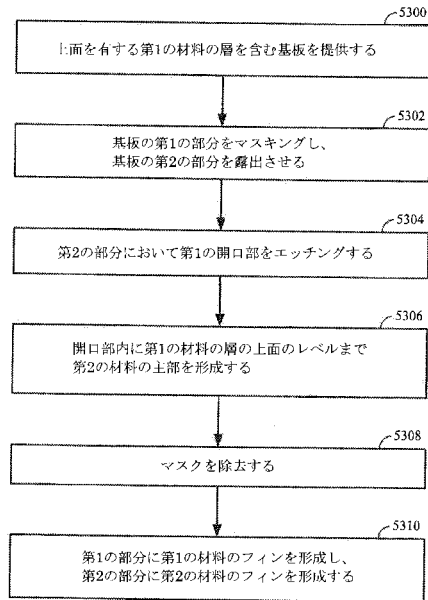 5300
上面を有する第1の材料の層を含む基板を提供する
5302
基板の第1の部分をマスキングし、
基板の第2の部分を露出させる
5304
第2の部分において第1の開口部をエッチングする
5306
開口部内に第1の材料の層の上面のレベルまで
第2の材料の主部を形成する
5308
マスクを除去する
5310
第1の部分に第1の材料のフィンを形成し、
第2の部分に第2の材料のフィンを形成する